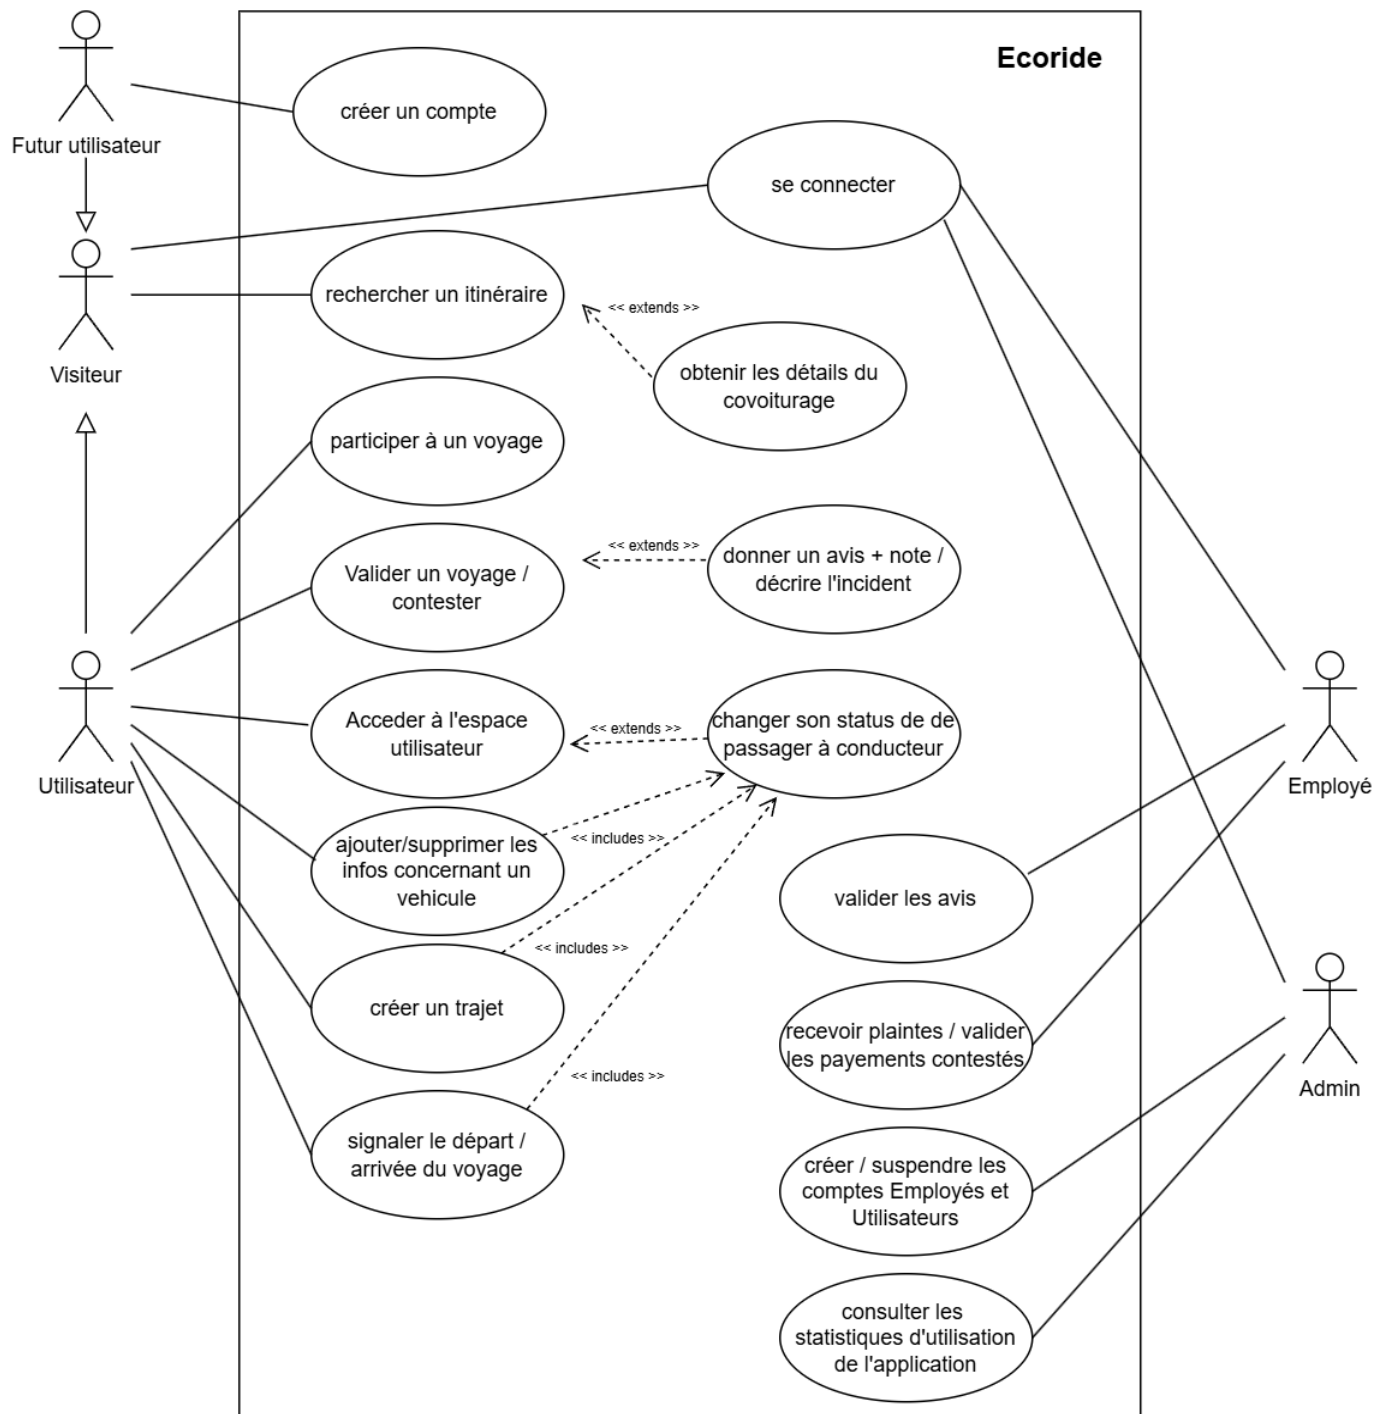 Ecoride
créer un compte
Futur utilisateur
se connecter
rechercher un itinéraire
<< extends >>
Visiteur
obtenir les détails du
covoiturage
participer à un voyage
Valider un voyage /
contester
<< extends >>
donner un avis + note /
décrire l'incident
Acceder à l'espace
utilisateur
<< extends >>
changer son status de de
passager à conducteur
Utilisateur
Employé
ajouter/supprimer les
infos concernant un
vehicule
<< includes >>
valider les avis
<< includes >>
créer un trajet
recevoir plaintes / valider
les payements contestés
<< includes >>
Admin
signaler le départ /
arrivée du voyage
créer / suspendre les
comptes Employés et
Utilisateurs
consulter les
statistiques d'utilisation
de l'application